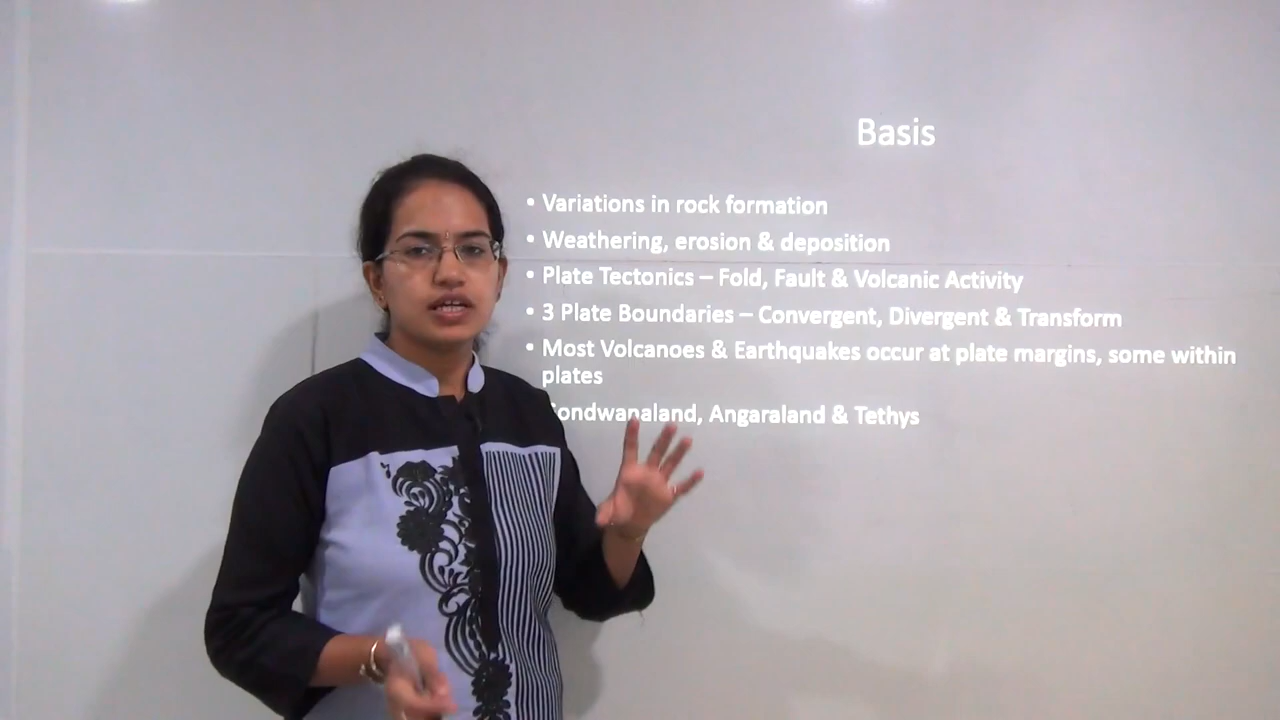 Basis
• Variations in rock formation
• Weathering, erosion & deposition
• Plate Tectonics – Fold, Fault & Volcanic Activity
• 3 Plate Boundaries – Convergent, Divergent & Transform
• Most Volcanoes & Earthquakes occur at plate margins, some within
plates
Gondwanaland, Angaraland & Tethys